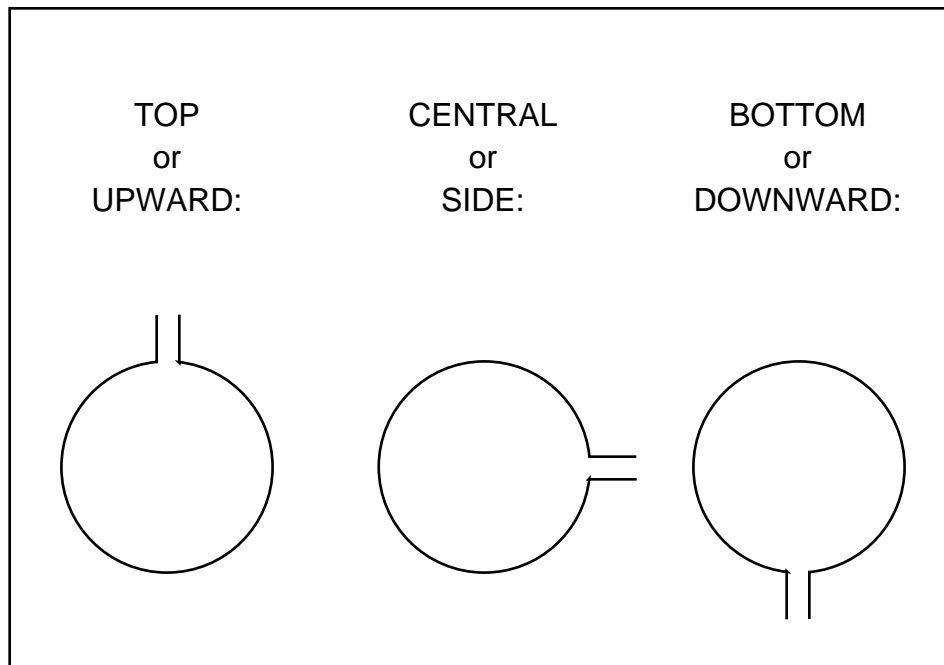 TOP
or
UPWARD:
CENTRAL
or
SIDE:
BOTTOM
or
DOWNWARD: